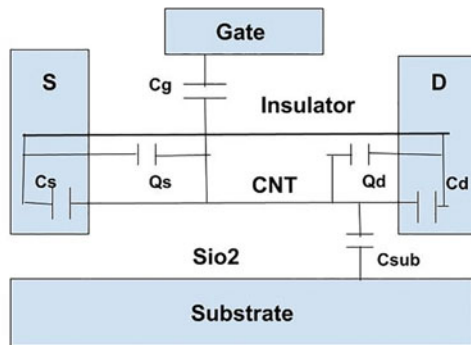 Gate
S
Cg
D
Insulator
Cs
Qs
CNT
Qd
Cd
Sio2
Csub
Substrate